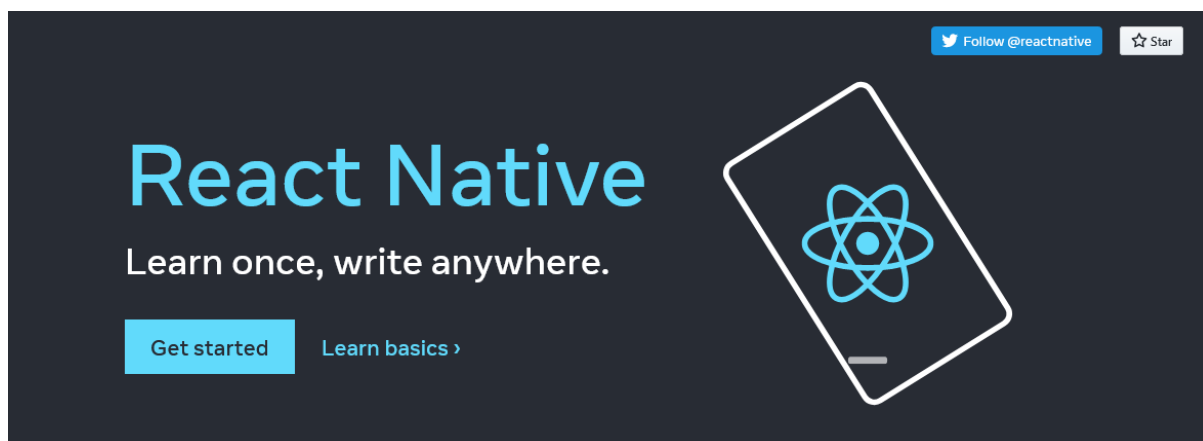 Follow @reactnative
Star
React Native
Learn once, write anywhere.
Get started
Learn basics ›